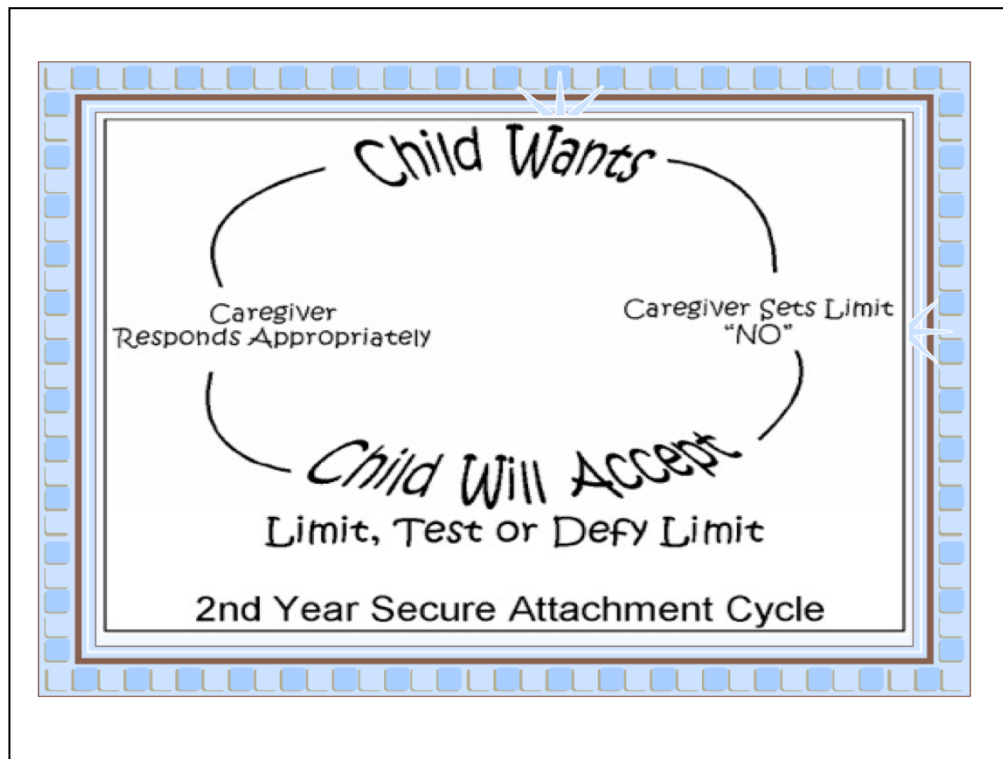 Child Wants
Caregiver
Responds Appropriately
Caregiver Sets Limit
“NO”
Child Will Accept
Limit, Test or Defy Limit
2nd Year Secure Attachment Cycle